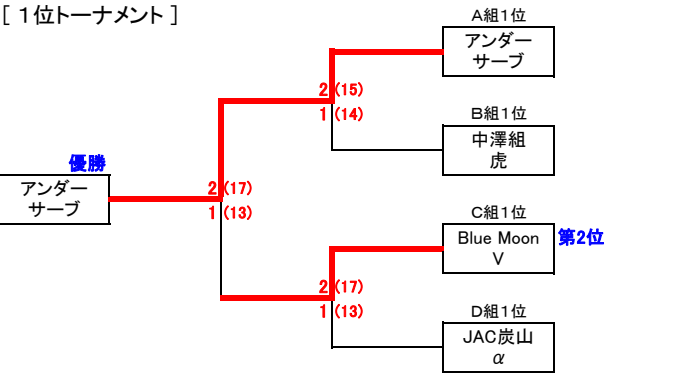 [ 1位トーナメント ]
A組1位
アンダー
サーブ
2 (15)
1 (14)
B組1位
中澤組
虎
優勝
アンダー
サーブ
2 (17)
1 (13)
C組1位
Blue Moon
V
第2位
2 (17)
1 (13)
D組1位
JAC炭山
α